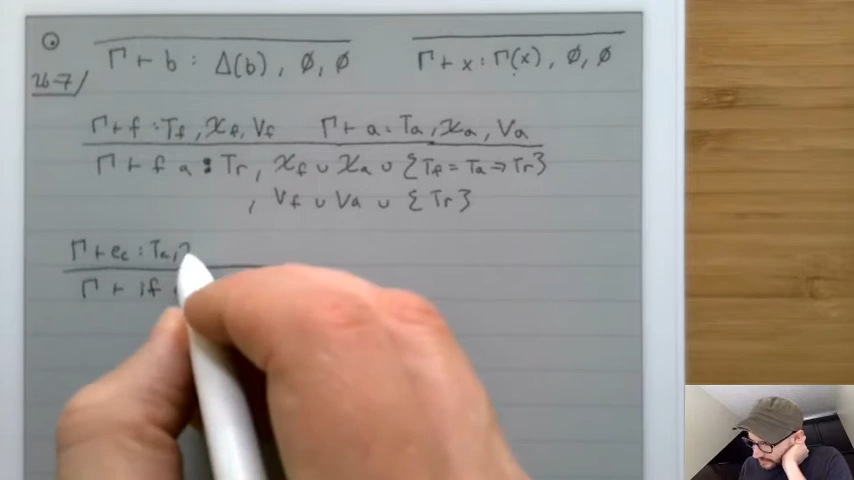 Γ ⊢ b : Δ(b), ∅, ∅
Γ ⊢ x : Γ(x), ∅, ∅
26-7/
Γ ⊢ f : Tf, Xf, Vf
Γ ⊢ a : Ta, Xa, Va
Γ ⊢ f a : Tr, Xf ∪ Xa ∪ {Tf = Ta → Tr}
, Vf ∪ Va ∪ {Tr}
Γ ⊢ ec : Tc,
Γ ⊢ if